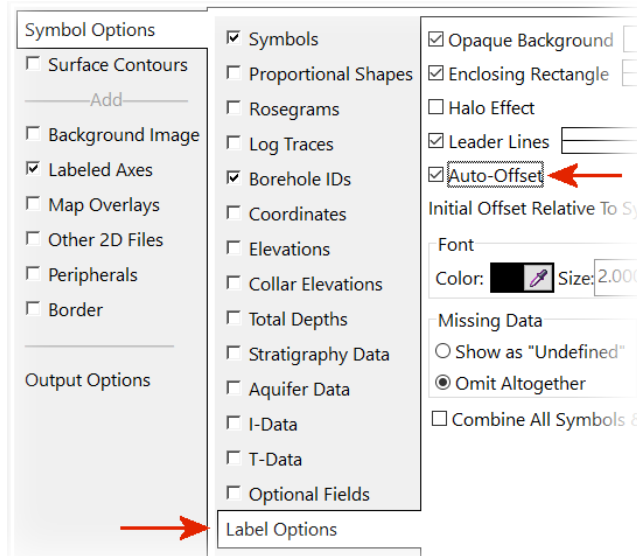 Symbol Options
Surface Contours
Add
Background Image
Labeled Axes
Map Overlays
Other 2D Files
Peripherals
Border
Output Options
Symbols
Proportional Shapes
Rosegrams
Log Traces
Borehole IDs
Coordinates
Elevations
Collar Elevations
Total Depths
Stratigraphy Data
Aquifer Data
I-Data
T-Data
Optional Fields
Label Options
Opaque Background
Enclosing Rectangle
Halo Effect
Leader Lines
Auto-Offset
Initial Offset Relative To
Font
Color: Size: 2.000
Missing Data
Show as "Undefined"
Omit Altogether
Combine All Symbols &